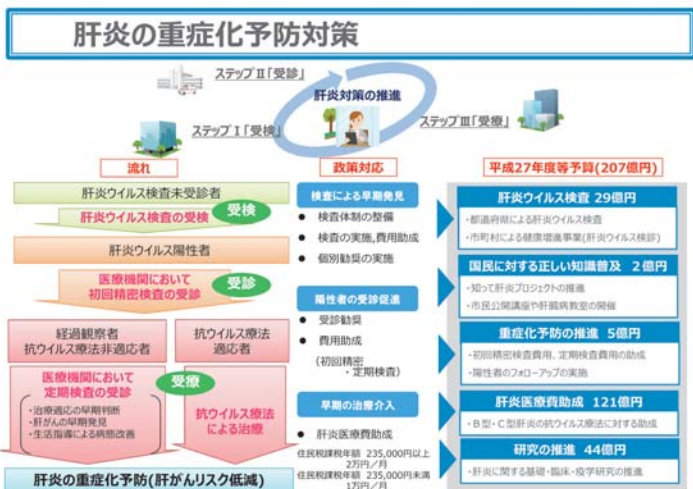 肝炎の重症化予防対策
ステップⅡ「受診」
肝炎対策の推進
ステップⅠ「受検」
ステップⅢ「受療」
流れ
肝炎ウイルス検査未受診者
肝炎ウイルス検査の受検
受検
肝炎ウイルス陽性者
医療機関において
初回精密検査の受診
受診
経過観察者
抗ウイルス療法非適応者
抗ウイルス療法
適応者
医療機関において
定期検査の受診
受療
・治療適応の早期判断
・肝がんの早期発見
・生活指導による病態改善
抗ウイルス療法
による治療
肝炎の重症化予防(肝がんリスク低減)
政策対応
検査による早期発見
● 検査体制の整備
● 検査の実施,費用助成
● 個別勧奨の実施
陽性者の受診促進
● 受診勧奨
● 費用助成
(初回精密
・定期検査)
早期の治療介入
● 肝炎医療費助成
住民税課税年額 235,000円以上
2万円/月
住民税課税年額 235,000円未満
1万円/月
平成27年度等予算(207億円)
肝炎ウイルス検査 29億円
・都道府県による肝炎ウイルス検査
・市町村による健康増進事業(肝炎ウイルス検診)
国民に対する正しい知識普及 2億円
・知って肝炎プロジェクトの推進
・市民公開講座や肝臓病教室の開催
重症化予防の推進 5億円
・初回精密検査費用、定期検査費用の助成
・陽性者のフォローアップの実施
肝炎医療費助成 121億円
・B型・C型肝炎の抗ウイルス療法に対する助成
研究の推進 44億円
・肝炎に関する基礎・臨床・疫学研究の推進